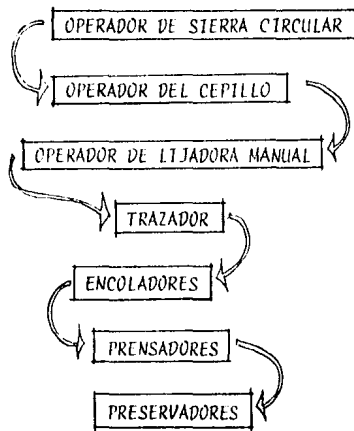 OPERADOR DE SIERRA CIRCULAR
OPERADOR DEL CEPILLO
OPERADOR DE LIJADORA MANUAL
TRAZADOR
ENCOLADORES
PRENSADORES
PRESERVADORES